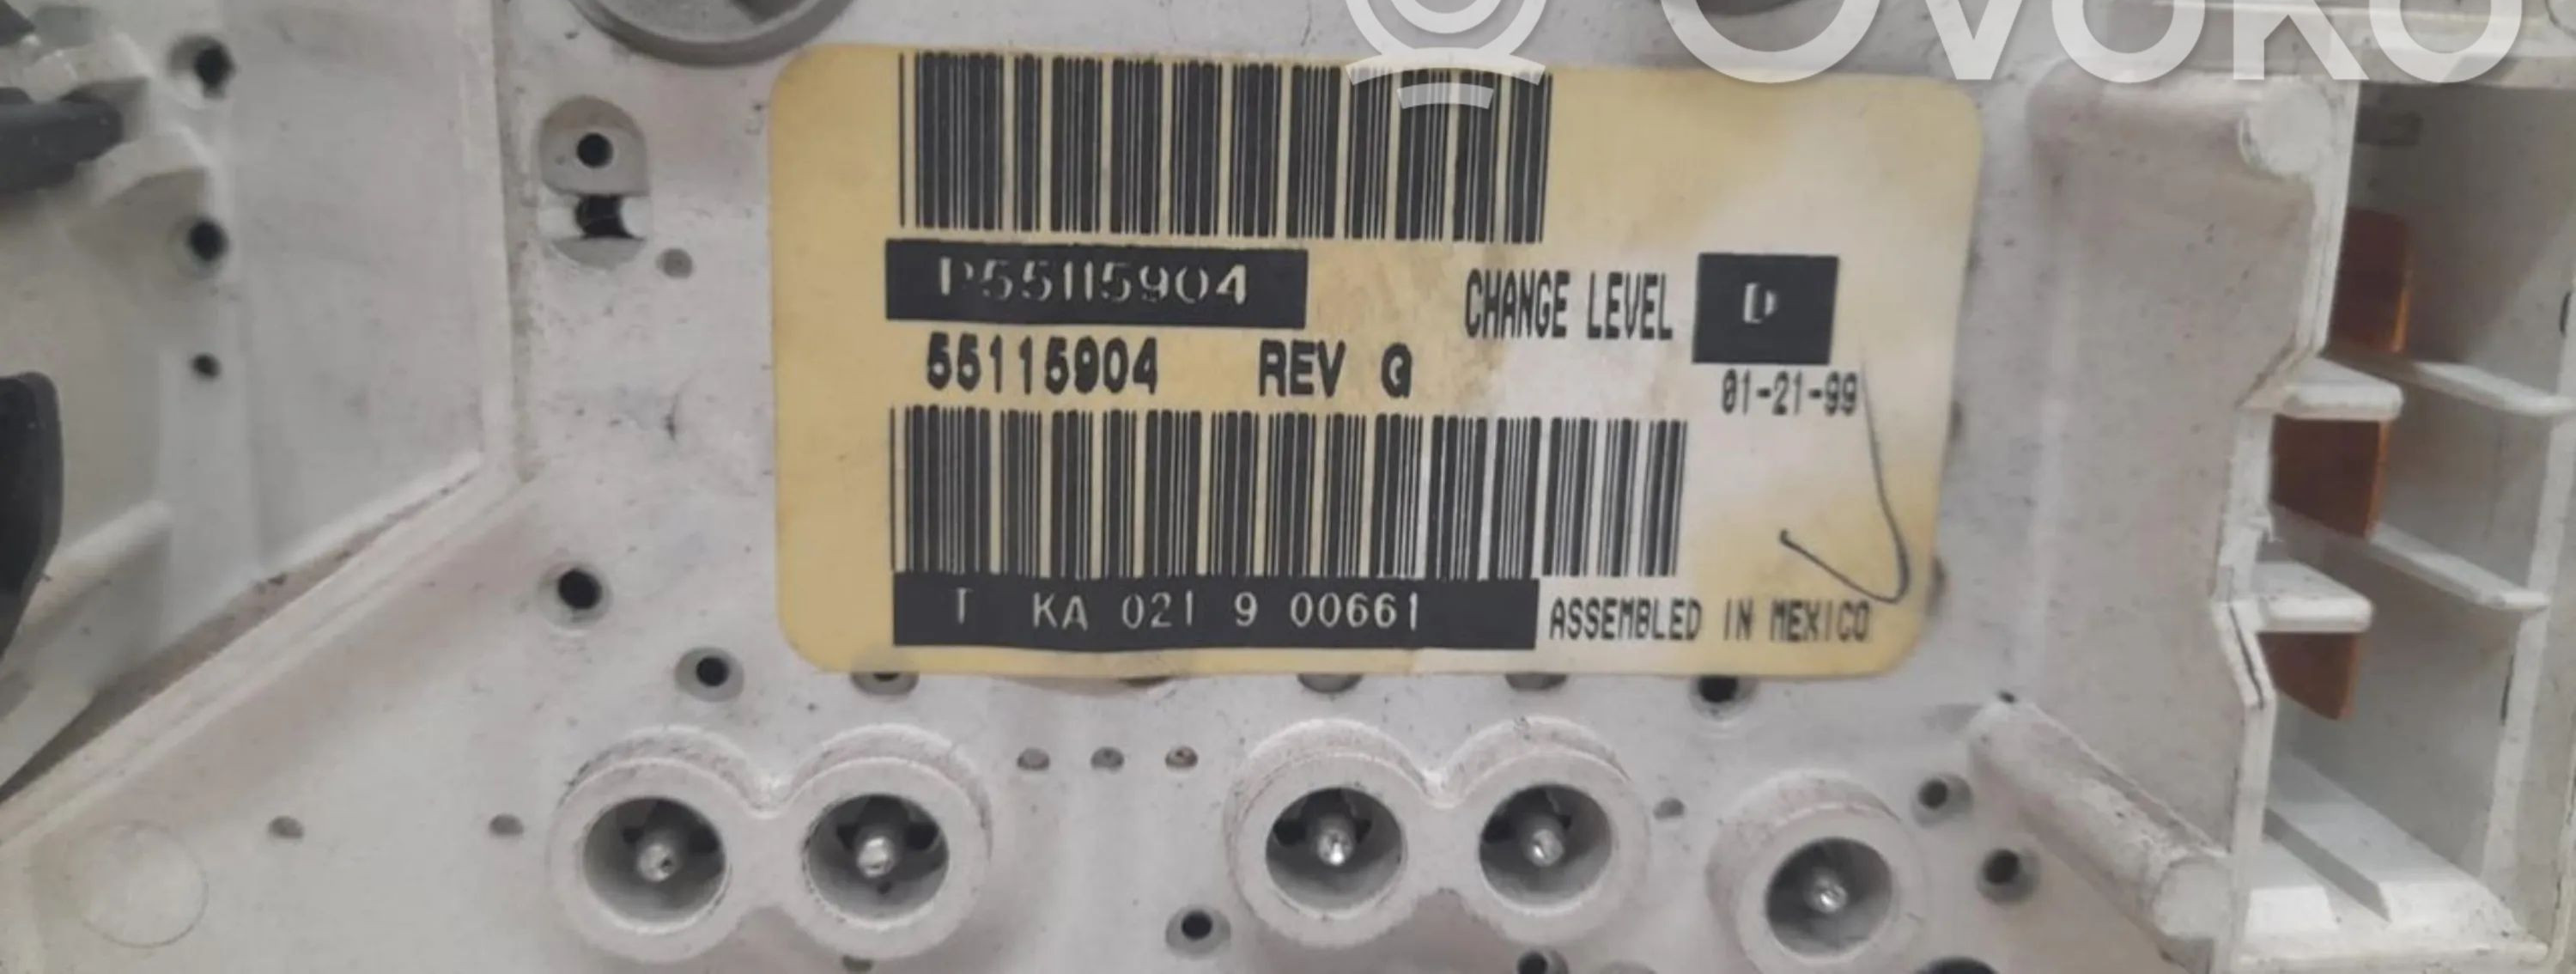 OVOKO
P55115904
CHANGE LEVEL D
55115904 REV G
01-21-99
T KA 021 9 00661
ASSEMBLED IN MEXICO